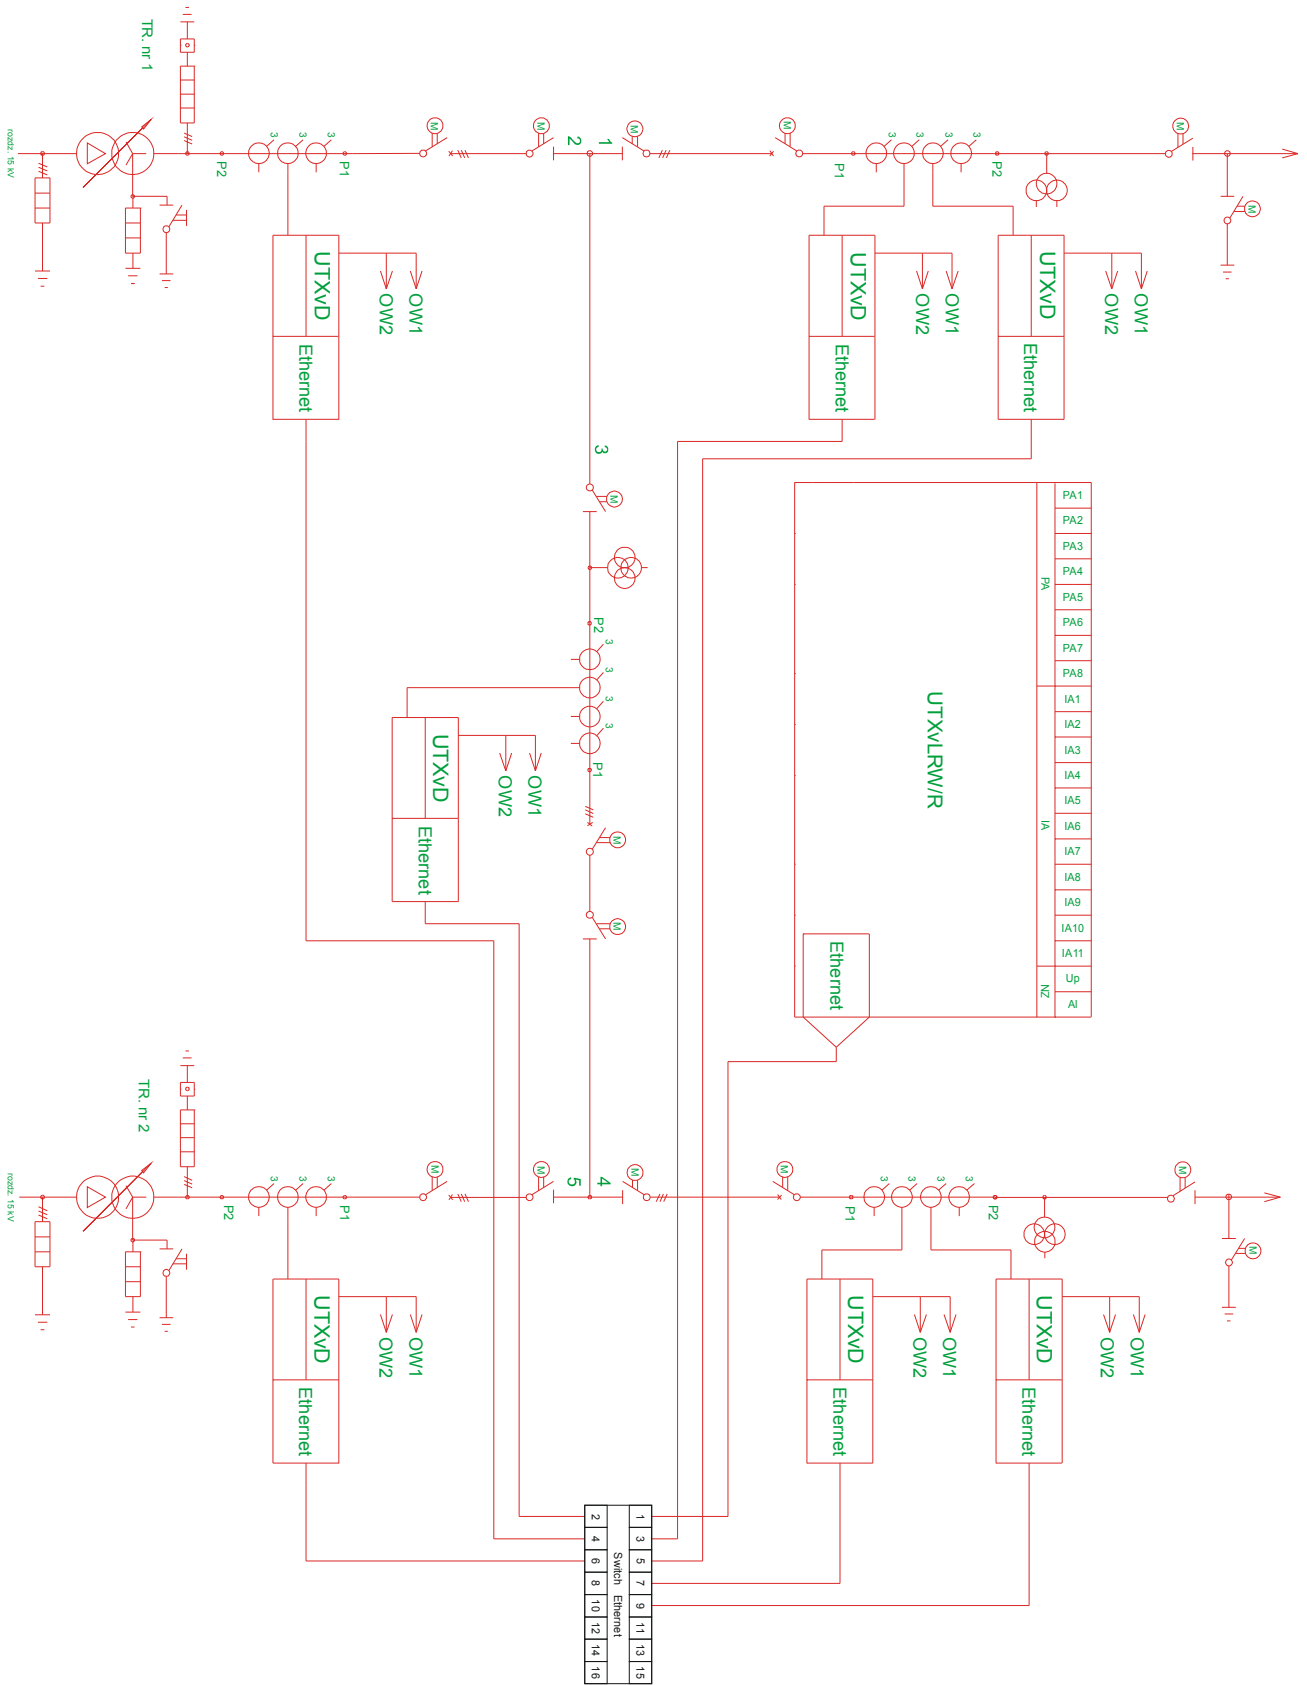 TR. nr 1
rozdz. 15 kV
P2
3
3
3
P1
M
M
2
1
M
M
P1
3
3
3
3
P2
M
M
UTXvD
Ethernet
OW1
OW2
UTXvD
Ethernet
OW1
OW2
UTXvD
Ethernet
OW1
OW2
3
M
P2
3
3
3
3
P1
M
M
UTXvD
Ethernet
OW1
OW2
UTXvLRW/R
Ethernet
PA
PA1
PA2
PA3
PA4
PA5
PA6
PA7
PA8
IA
IA1
IA2
IA3
IA4
IA5
IA6
IA7
IA8
IA9
IA10
IA11
NZ
Up
Al
TR. nr 2
rozdz. 15 kV
P2
3
3
3
P1
M
M
5
4
M
M
P1
3
3
3
3
P2
M
M
UTXvD
Ethernet
OW1
OW2
UTXvD
Ethernet
OW1
OW2
UTXvD
Ethernet
OW1
OW2
1 3 5 7 9 11 13 15
Switch Ethernet
2 4 6 8 10 12 14 16